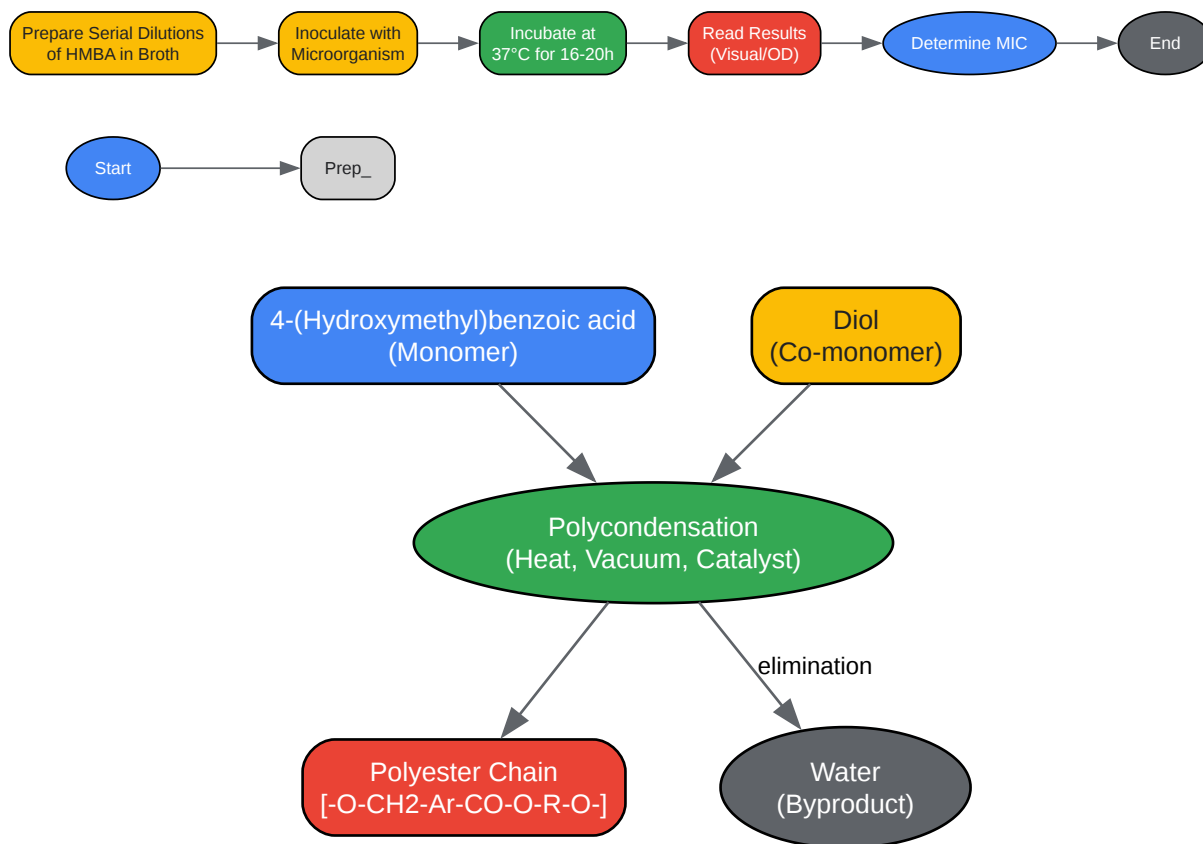 Prepare Serial Dilutions
of HMBA in Broth
Inoculate with
Microorganism
Incubate at
37°C for 16-20h
Read Results
(Visual/OD)
Determine MIC
End
Start
Prep_
4-(Hydroxymethyl)benzoic acid
(Monomer)
Diol
(Co-monomer)
Polycondensation
(Heat, Vacuum, Catalyst)
elimination
Polyester Chain
[-O-CH2-Ar-CO-O-R-O-]
Water
(Byproduct)